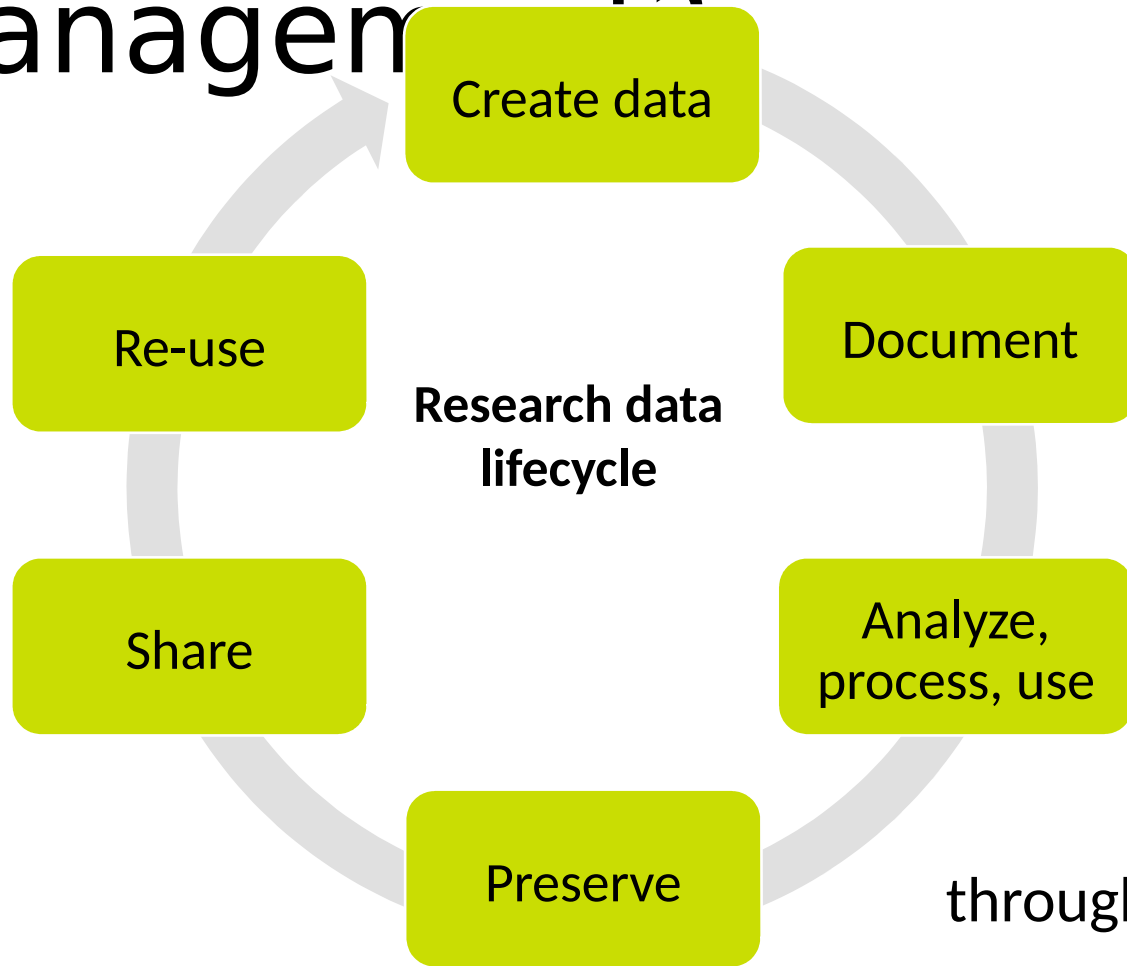 Create data
Document
Analyze,
process, use
Preserve
Share
Re-use
Research data
lifecycle